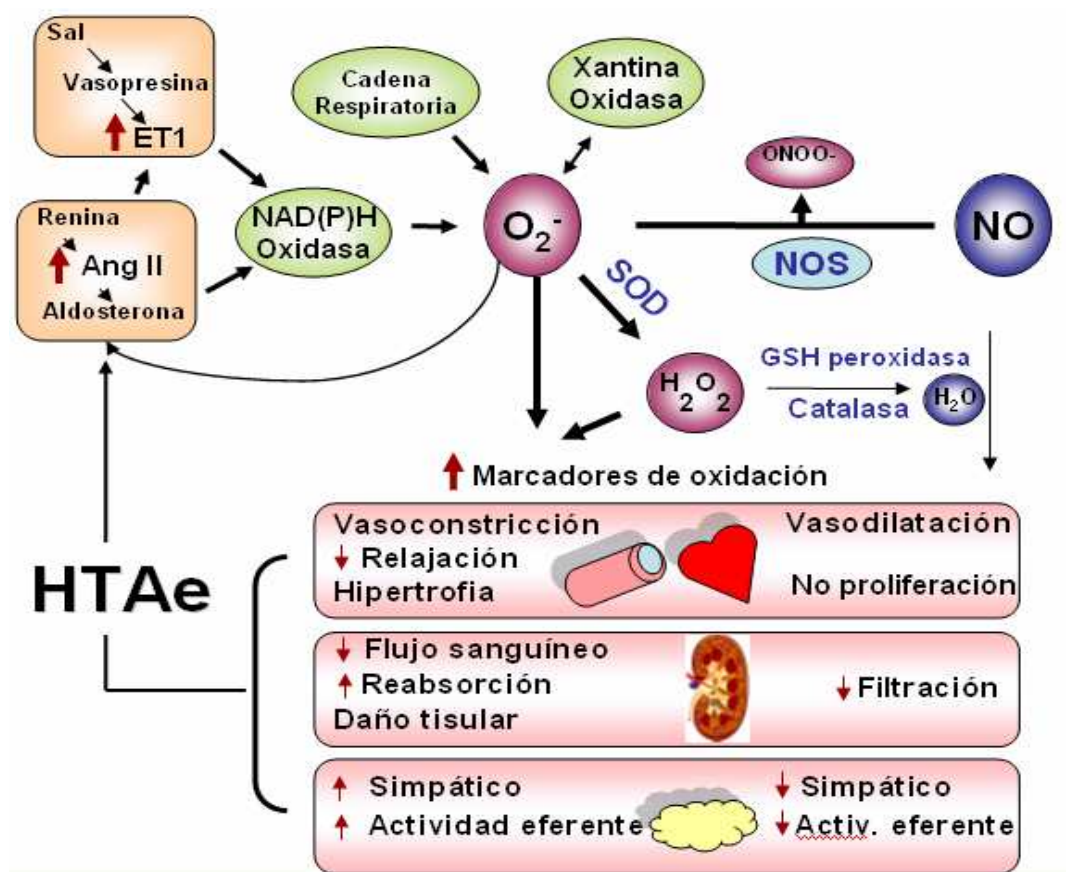 Sal
Vasopresina
ET1
Renina
Ang II
Aldosterona
NAD(P)H
Oxidasa
Cadena
Respiratoria
Xantina
Oxidasa
O2-
ONOO-
NOS
NO
SOD
H2O2
GSH peroxidasa
Catalasa
H2O
Marcadores de oxidación
HTAe
Vasoconstricción
Relajación
Hipertrofia
Vasodilatación
No proliferación
Flujo sanguíneo
Reabsorción
Daño tisular
Filtración
Simpático
Actividad eferente
Simpático
Activ. eferente